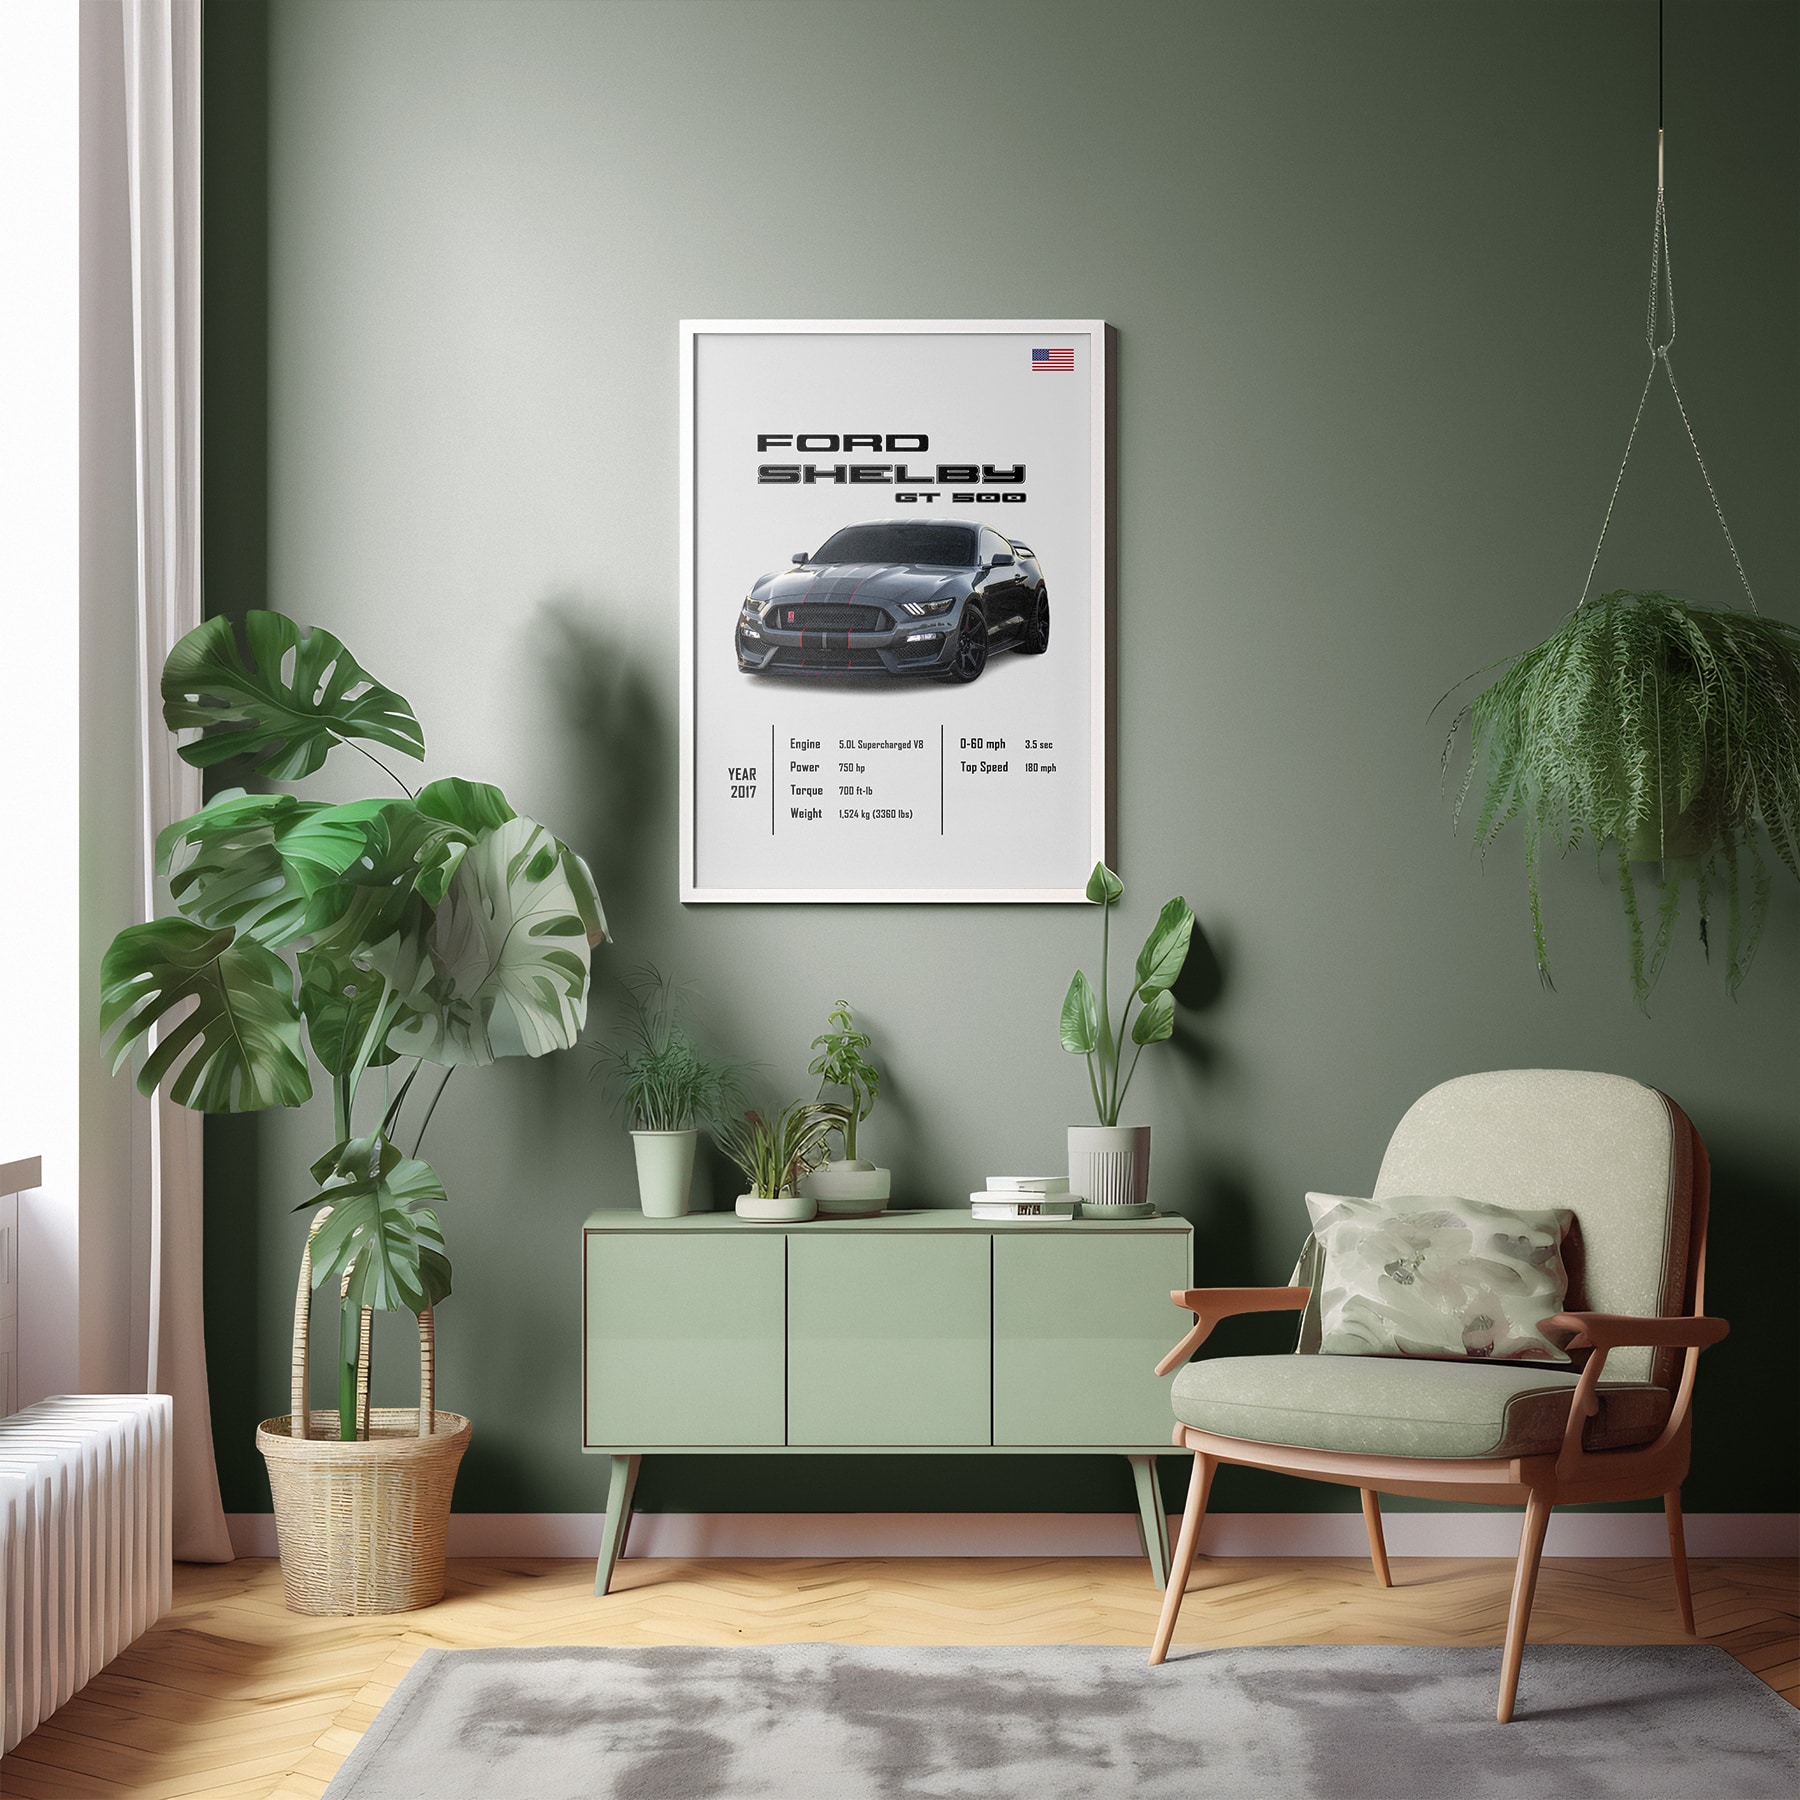 FORD
SHELBY
GT 500
YEAR
2017
Engine 5.0L Supercharged V8
Power 750 hp
Torque 700 ft-lb
Weight 1,524 kg (3360 lbs)
0-60 mph 3.5 sec
Top Speed 180 mph